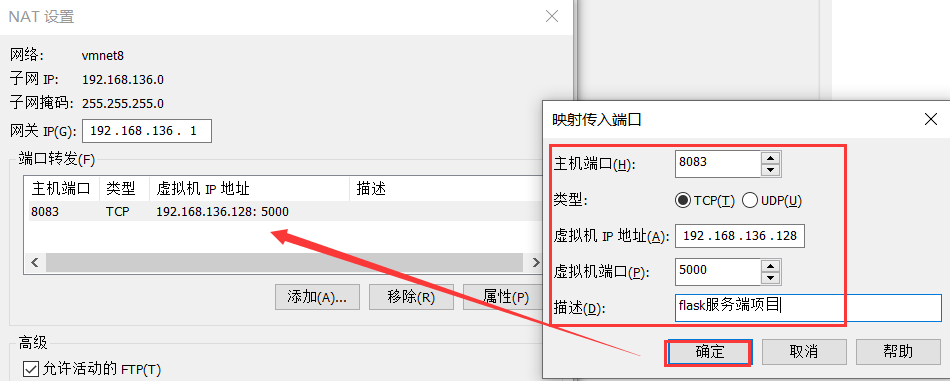 NAT 设置
网络: vmnet8
子网 IP: 192.168.136.0
子网掩码: 255.255.255.0
网关 IP(G): 192 . 168 . 136 . 1
端口转发(F)
主机端口 类型 虚拟机 IP 地址 描述
8083 TCP 192.168.136.128: 5000
添加(A)... 移除(R) 属性(P)
高级
允许活动的 FTP(T)
映射传入端口
主机端口(H): 8083
类型: TCP(T) UDP(U)
虚拟机 IP 地址(A): 192 . 168 . 136 . 128
虚拟机端口(P): 5000
描述(D): flask服务端项目
确定 取消 帮助